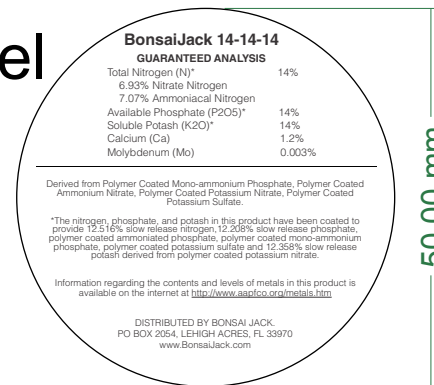 el
BonsaiJack 14-14-14
GUARANTEED ANALYSIS
Total Nitrogen (N)* 14%
6.93% Nitrate Nitrogen
7.07% Ammoniacal Nitrogen
Available Phosphate (P2O5)* 14%
Soluble Potash (K2O)* 14%
Calcium (Ca) 1.2%
Molybdenum (Mo) 0.003%
Derived from Polymer Coated Mono-ammonium Phosphate, Polymer Coated
Ammonium Nitrate, Polymer Coated Potassium Nitrate, Polymer Coated
Potassium Sulfate.
*The nitrogen, phosphate, and potash in this product have been coated to
provide 12.516% slow release nitrogen,12.208% slow release phosphate,
polymer coated ammoniated phosphate, polymer coated mono-ammonium
phosphate, polymer coated potassium sulfate and 12.358% slow release
potash derived from polymer coated potassium nitrate.
Information regarding the contents and levels of metals in this product is
available on the internet at http://www.aapfco.org/metals.htm
DISTRIBUTED BY BONSAI JACK.
PO BOX 2054, LEHIGH ACRES, FL 33970
www.BonsaiJack.com
50.00 mm